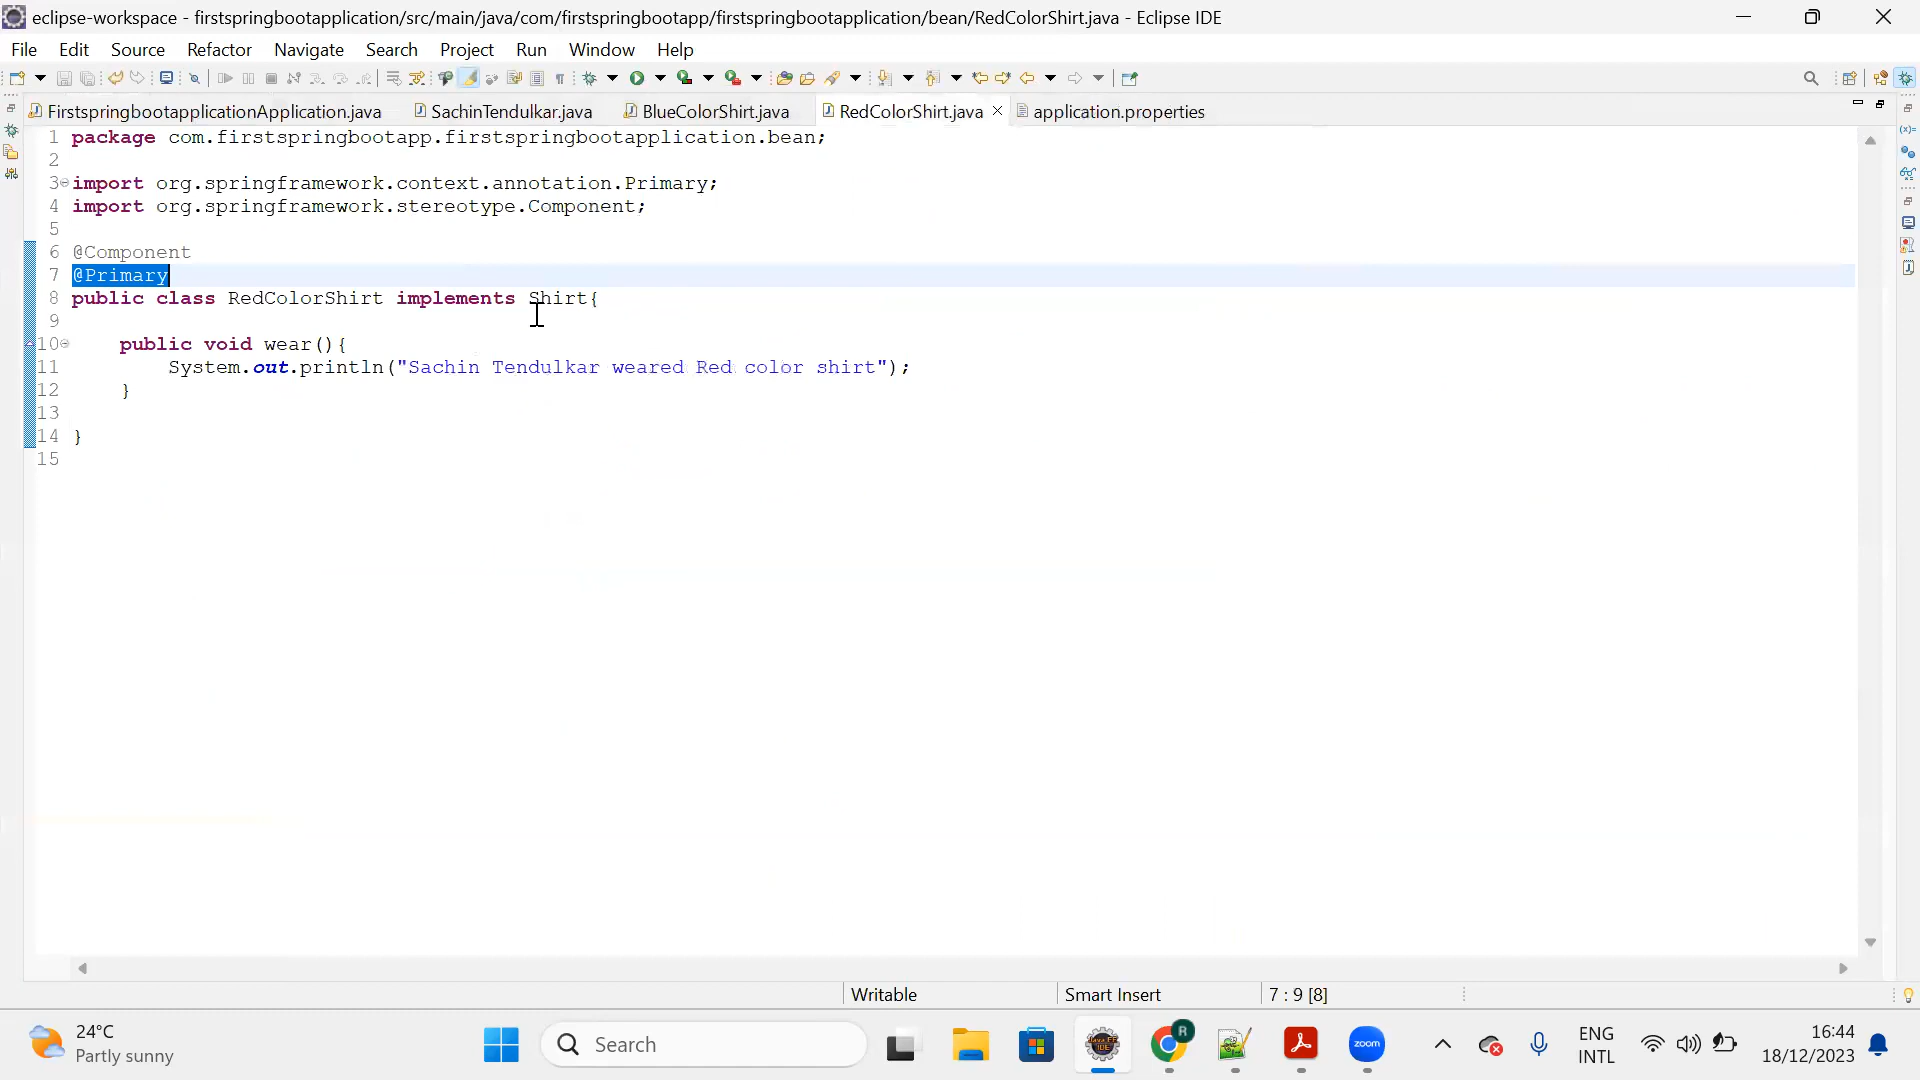 eclipse-workspace - firstspringbootapplication/src/main/java/com/firstspringbootapp/firstspringbootapplication/bean/RedColorShirt.java - Eclipse IDE
File Edit Source Refactor Navigate Search Project Run Window Help
FirstspringbootapplicationApplication.java SachinTendulkar.java BlueColorShirt.java RedColorShirt.java application.properties
1 package com.firstspringbootapp.firstspringbootapplication.bean;
2
3 import org.springframework.context.annotation.Primary;
4 import org.springframework.stereotype.Component;
5
6 @Component
7 @Primary
8 public class RedColorShirt implements Shirt{
9
10 public void wear(){
11 System.out.println("Sachin Tendulkar weared Red color shirt");
12 }
13
14 }
15
Writable Smart Insert 7 : 9 [8]
24°C
Partly sunny
Search
R
Java EE
IDE
zoom
ENG
INTL
16:44
18/12/2023